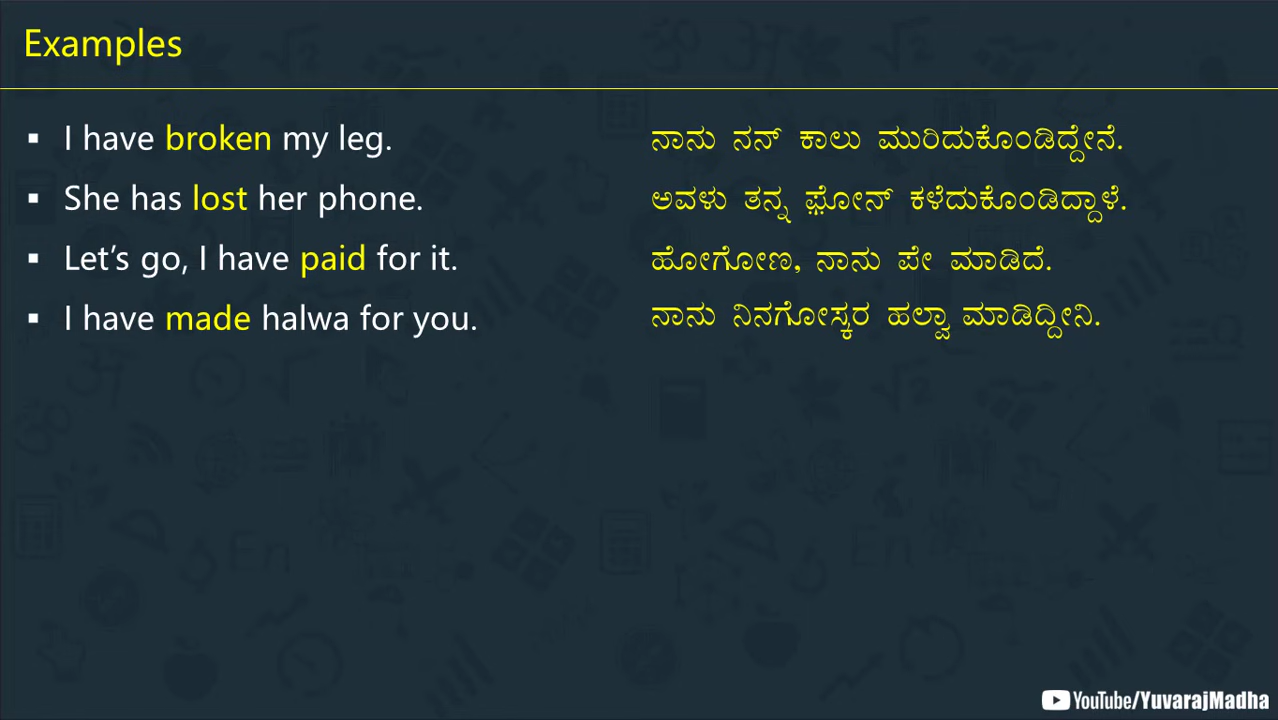 Examples
▪ I have broken my leg. ನಾನು ನನ್ ಕಾಲು ಮುರಿದುಕೊಂಡಿದ್ದೇನೆ.
▪ She has lost her phone. ಅವಳು ತನ್ನ ಫ಼ೋನ್ ಕಳೆದುಕೊಂಡಿದ್ದಾಳೆ.
▪ Let’s go, I have paid for it. ಹೋಗೋಣ, ನಾನು ಪೇ ಮಾಡಿದೆ.
▪ I have made halwa for you. ನಾನು ನಿನಗೋಸ್ಕರ ಹಲ್ವಾ ಮಾಡಿದ್ದೀನಿ.
YouTube/YuvarajMadha